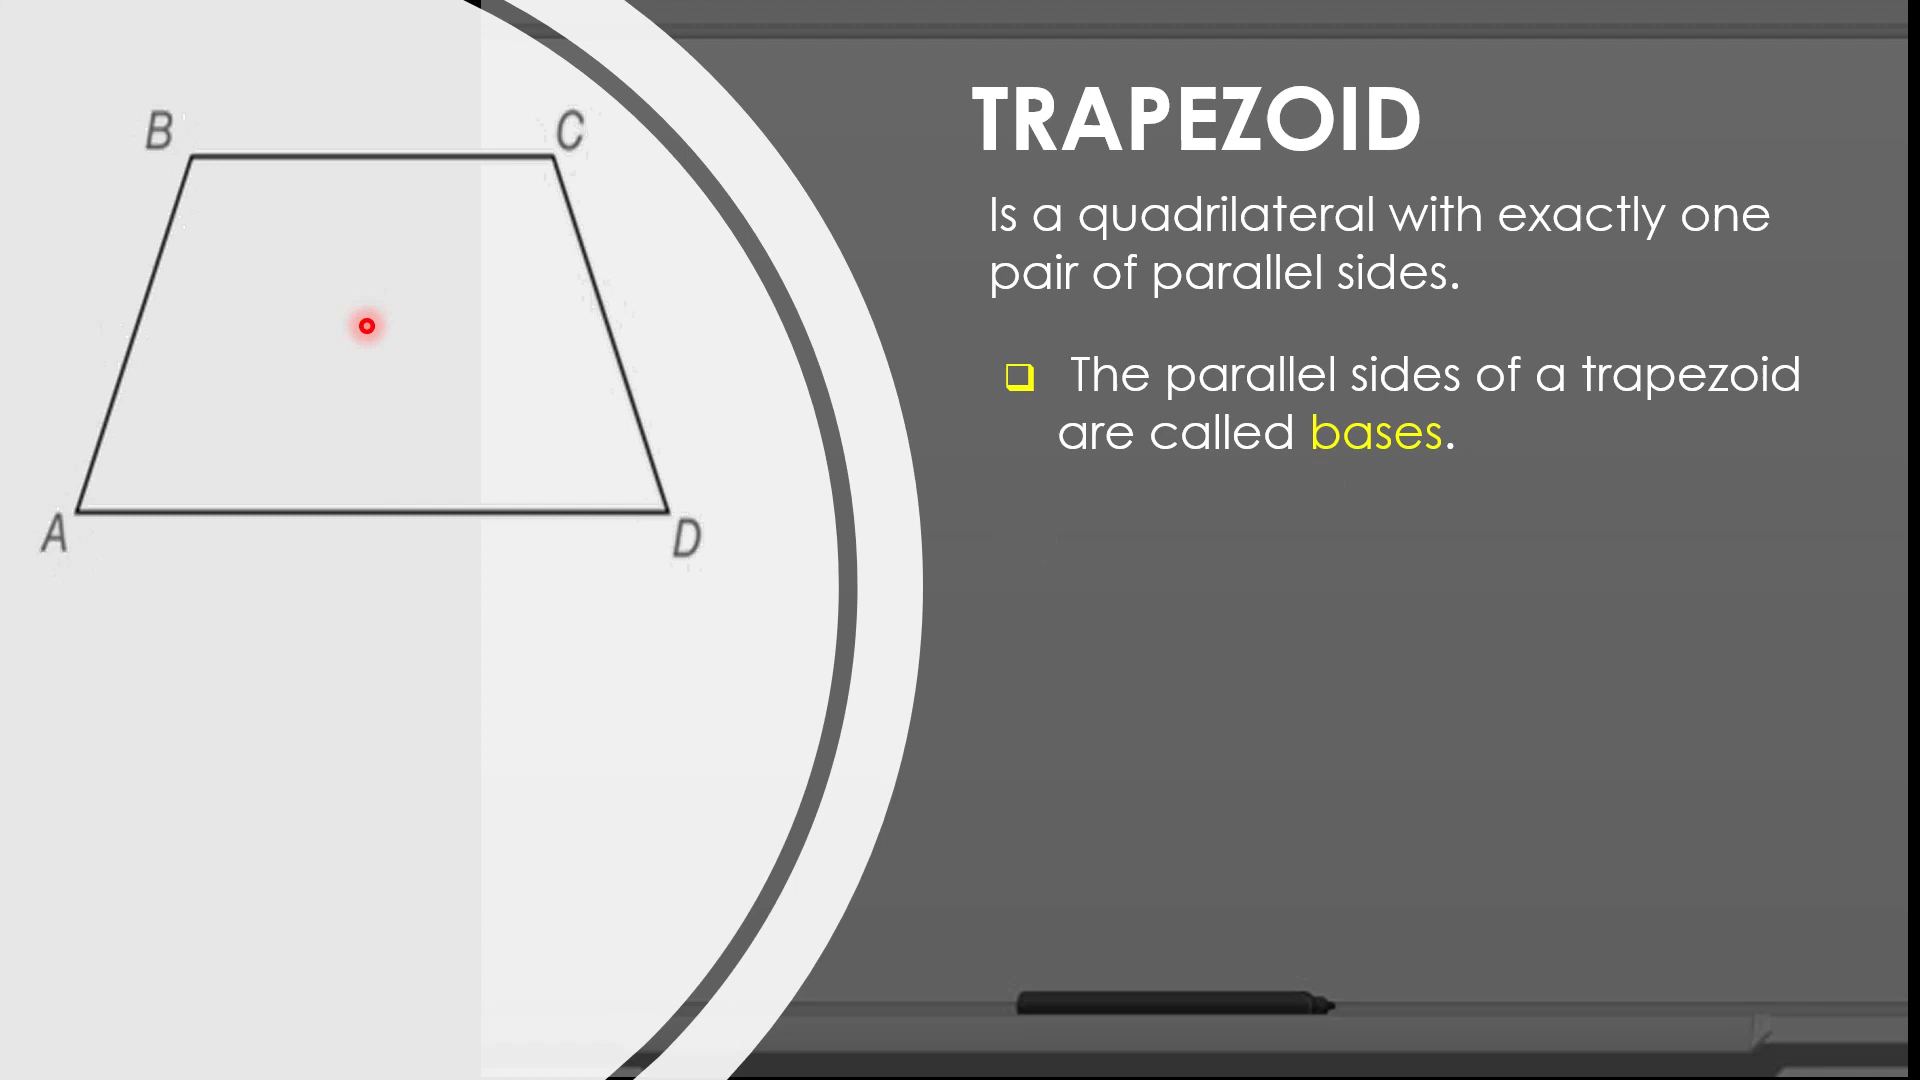 B
C
A
D
TRAPEZOID
Is a quadrilateral with exactly one
pair of parallel sides.
The parallel sides of a trapezoid
are called bases.